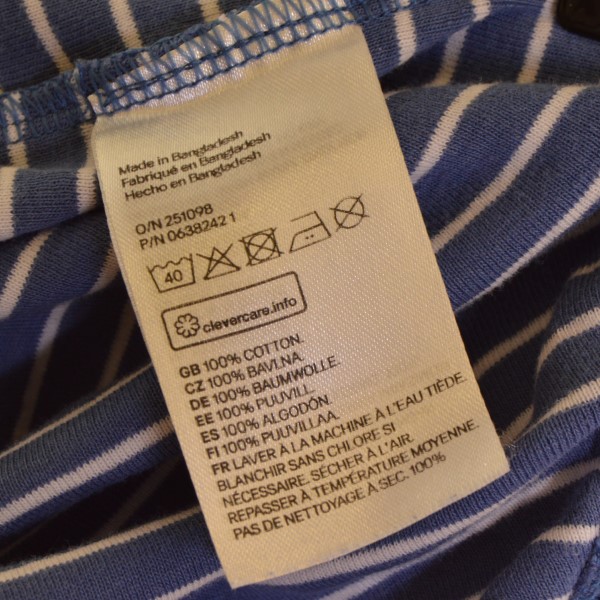 Made in Bangladesh
Fabriqué en Bangladesh
Hecho en Bangladesh
O/N 251098
P/N 0638242 1
40
clevercare.info
GB 100% COTTON.
CZ 100% BAVLNA.
DE 100% BAUMWOLLE.
EE 100% PUUVILL.
ES 100% ALGODÓN.
FI 100% PUUVILLAA.
FR LAVER À LA MACHINE À L'EAU TIÈDE.
BLANCHIR SANS CHLORE SI
NÉCESSAIRE. SÉCHER À L'AIR.
REPASSER À TEMPÉRATURE MOYENNE.
PAS DE NETTOYAGE À SEC. 100%